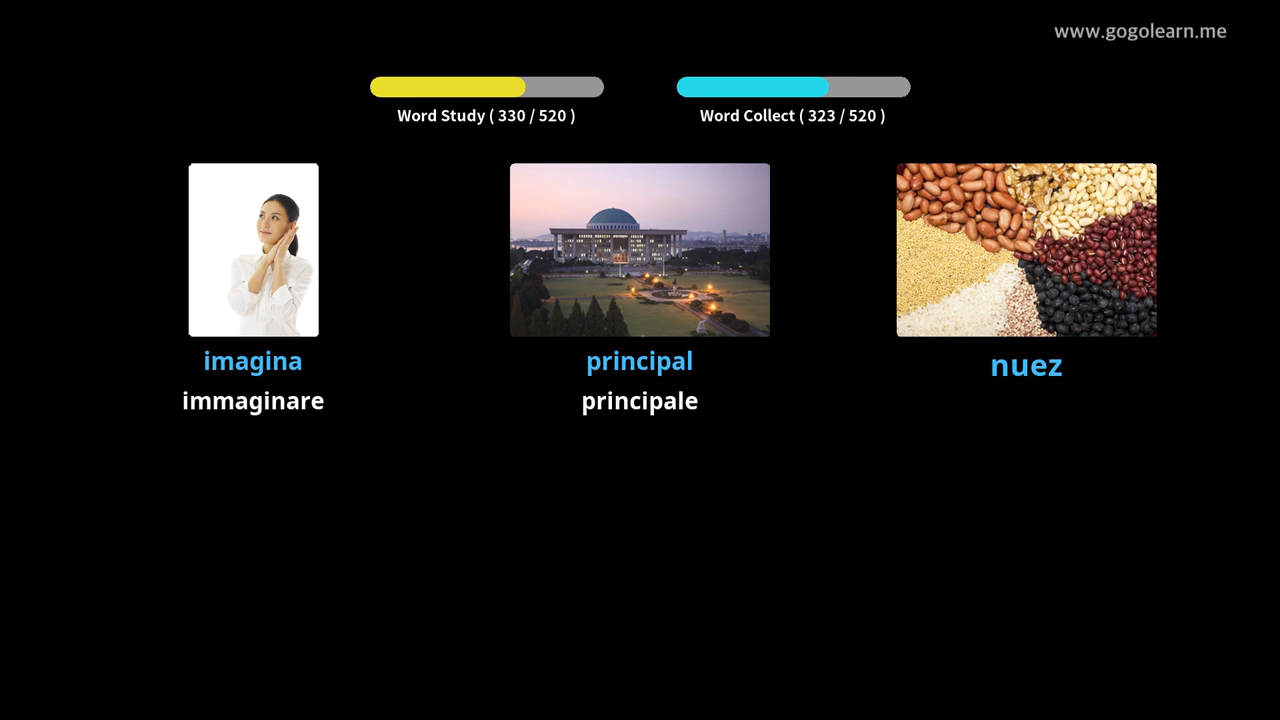 www.gogolearn.me
Word Study ( 330 / 520 )
Word Collect ( 323 / 520 )
imagina
immaginare
principal
principale
nuez